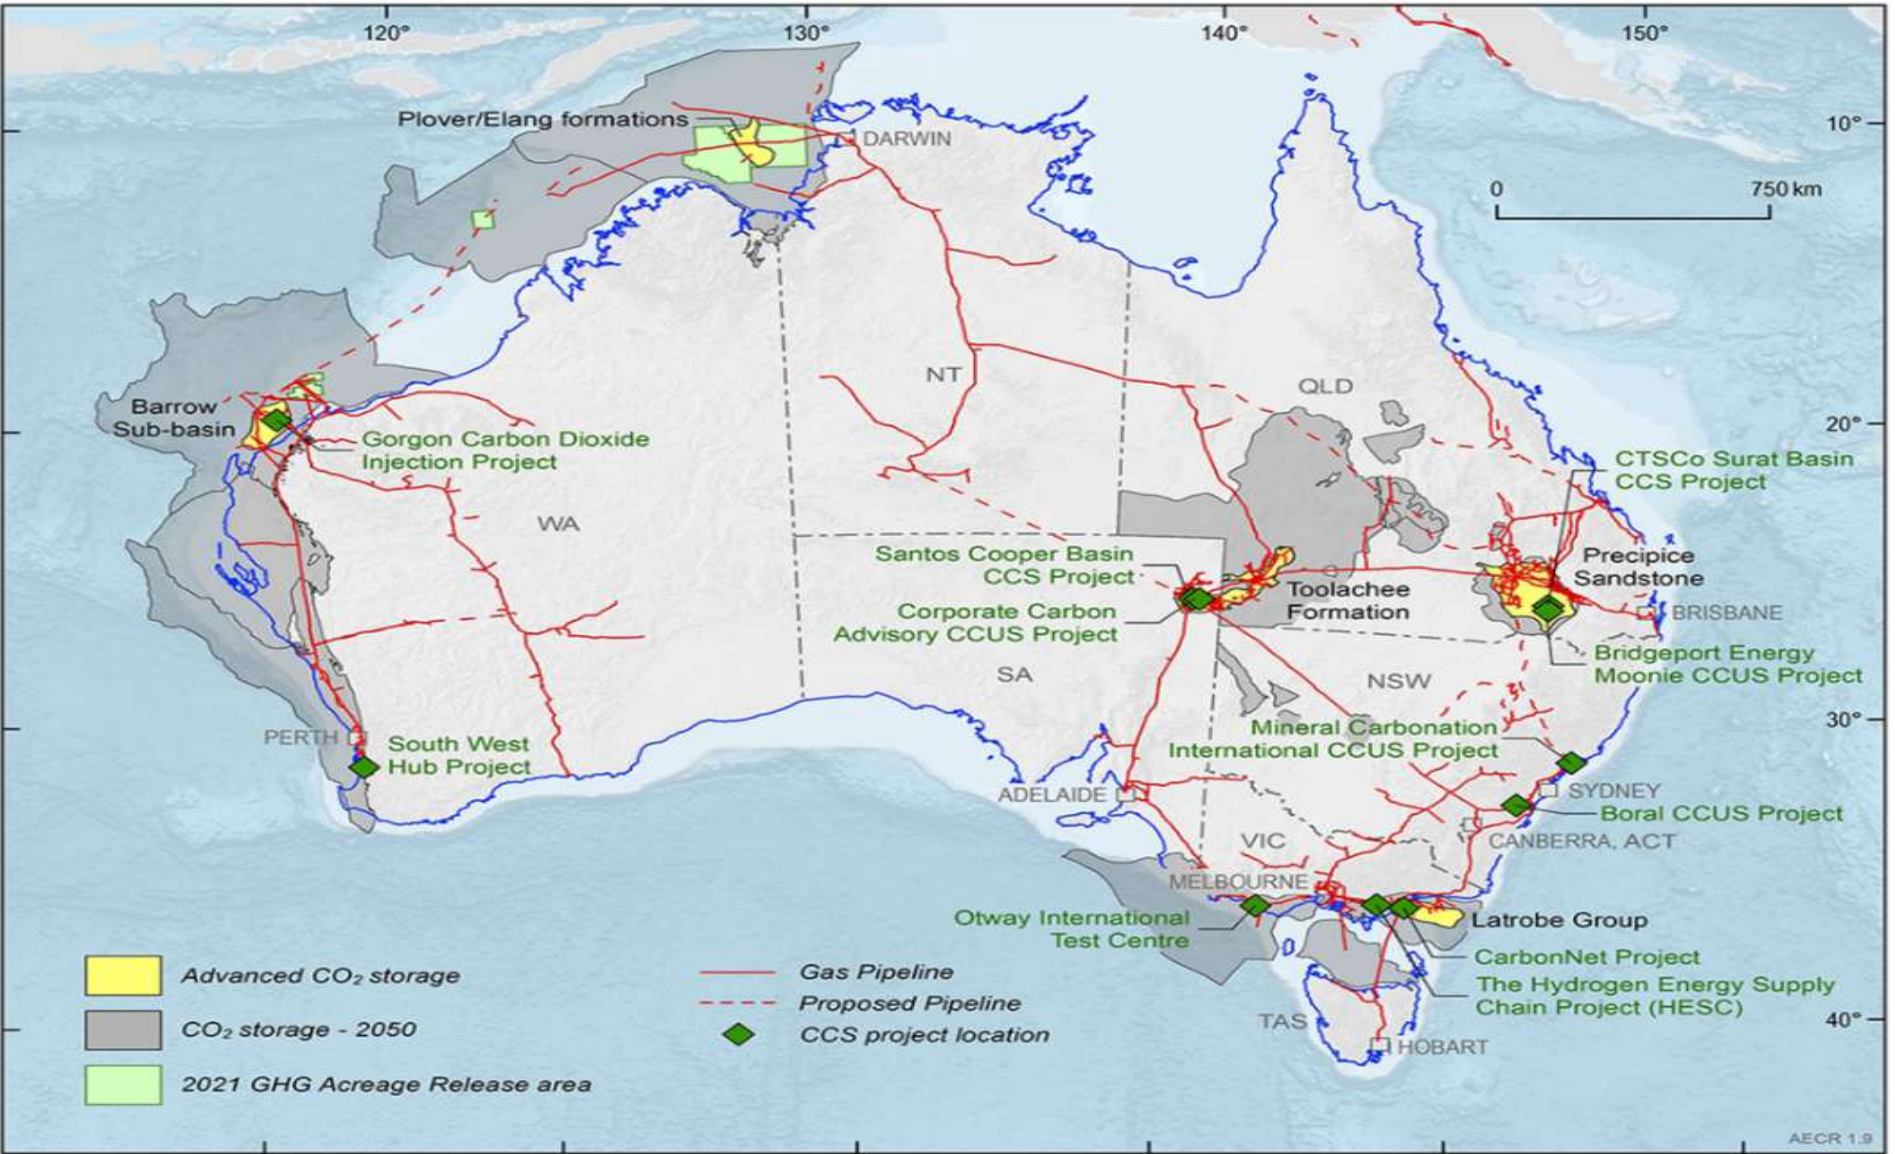 120°
130°
140°
150°
Plover/Elang formations
DARWIN
10°
0
750 km
NT
QLD
Barrow
Sub-basin
Gorgon Carbon Dioxide
Injection Project
20°
CTSCo Surat Basin
CCS Project
WA
Santos Cooper Basin
CCS Project
Precipice
Sandstone
Toolachee
Formation
Corporate Carbon
Advisory CCUS Project
BRISBANE
SA
NSW
Bridgeport Energy
Moonie CCUS Project
30°
PERTH
South West
Hub Project
Mineral Carbonation
International CCUS Project
ADELAIDE
SYDNEY
Boral CCUS Project
VIC
CANBERRA, ACT
MELBOURNE
Otway International
Test Centre
Latrobe Group
CarbonNet Project
The Hydrogen Energy Supply
Chain Project (HESC)
TAS
40°
HOBART
Advanced CO₂ storage
CO₂ storage - 2050
2021 GHG Acreage Release area
Gas Pipeline
Proposed Pipeline
CCS project location
AECR 1.9